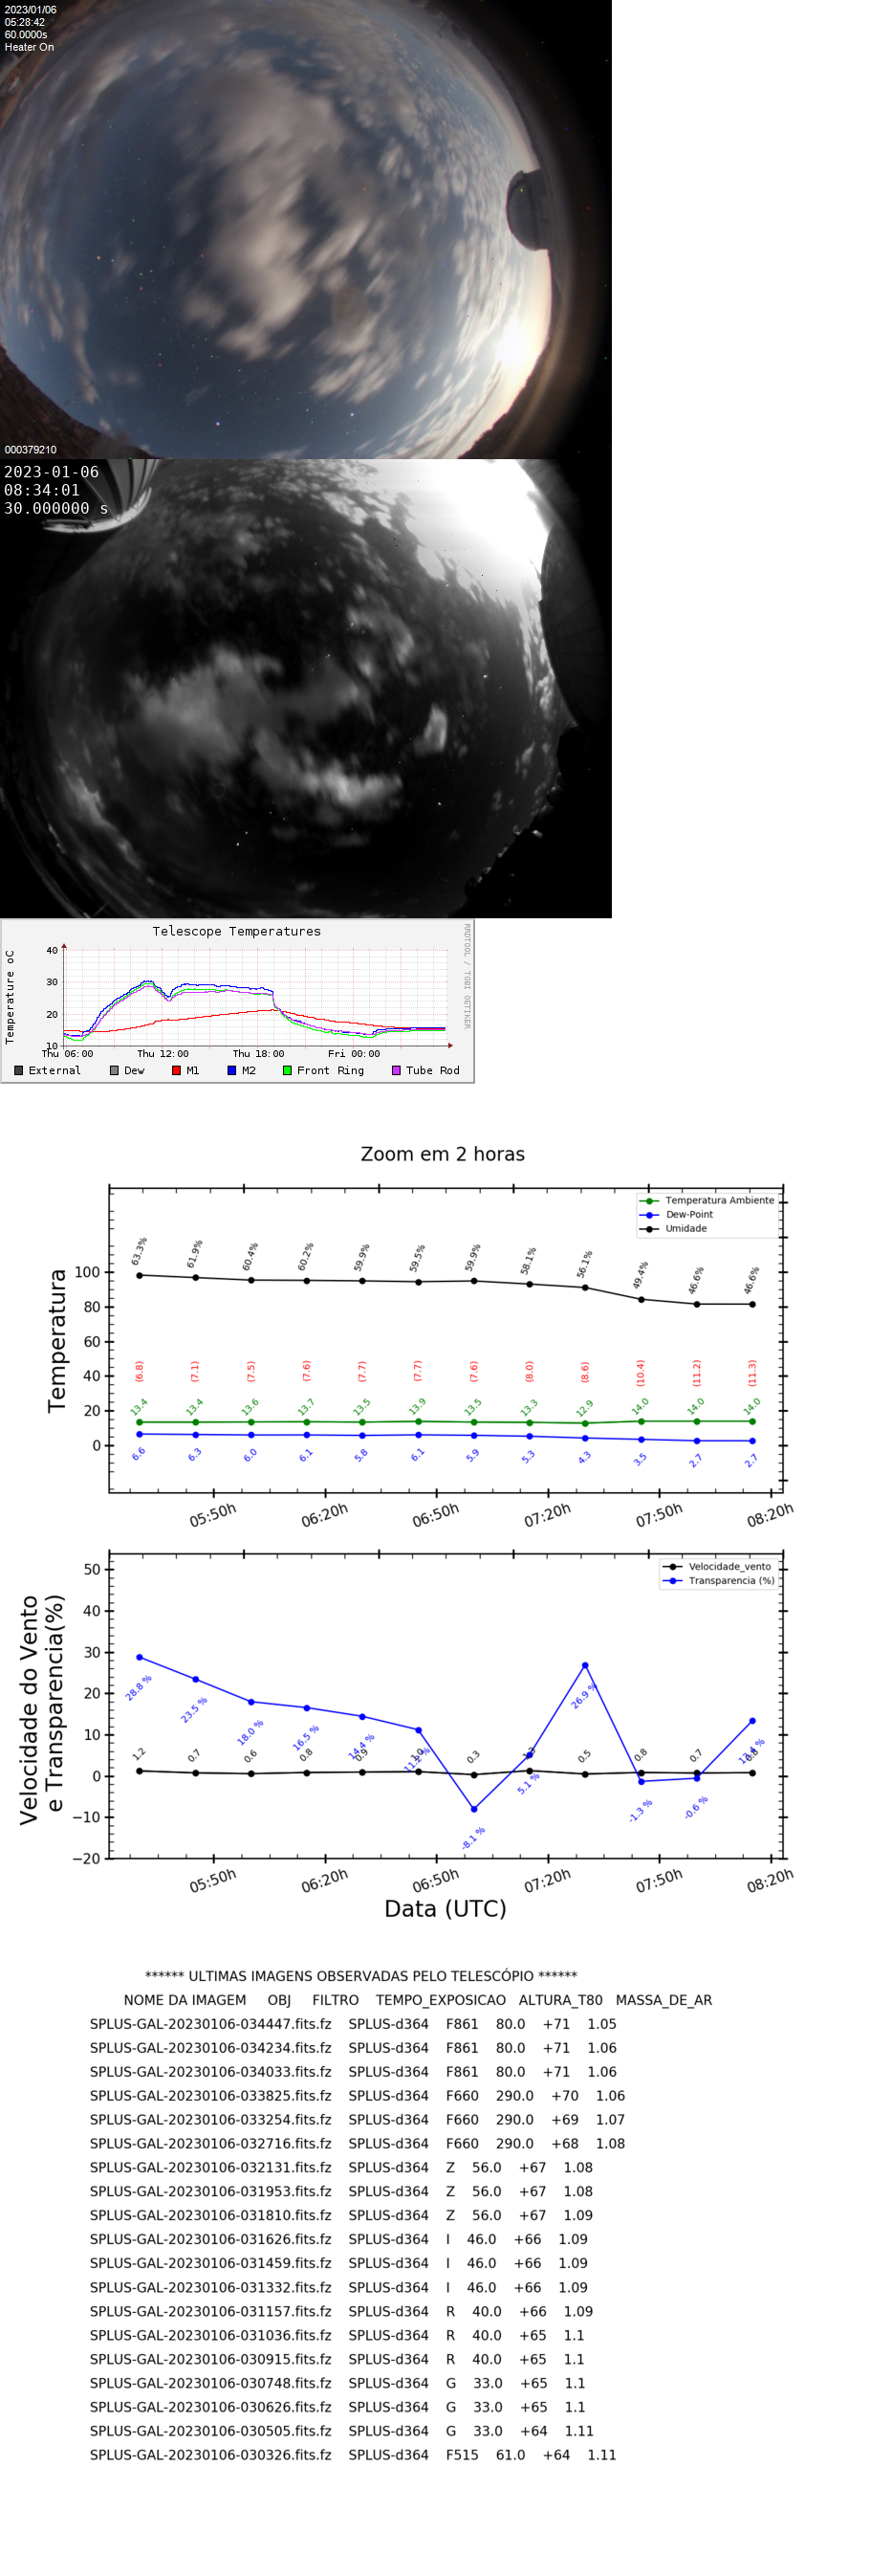 2023/01/06
05:28:42
60.0000s
Heater On
000379210
2023-01-06
08:34:01
30.000000 s
Telescope Temperatures
RRDTOOL / TOBI OETIKER
Temperature oC
40
30
20
10
Thu 06:00 Thu 12:00 Thu 18:00 Fri 00:00
External Dew M1 M2 Front Ring Tube Rod
Zoom em 2 horas
Temperatura Ambiente
Dew-Point
Umidade
Temperatura
100
80
60
40
20
0
63.3% 61.9% 60.4% 60.2% 59.9% 59.5% 59.9% 58.1% 56.1% 49.4% 46.6% 46.6%
(6.8) (7.1) (7.5) (7.6) (7.7) (7.7) (7.6) (8.0) (8.6) (10.4) (11.2) (11.3)
13.4 13.4 13.6 13.7 13.5 13.9 13.5 13.3 12.9 14.0 14.0 14.0
6.6 6.3 6.0 6.1 5.8 6.1 5.9 5.3 4.3 3.5 2.7 2.7
05:50h 06:20h 06:50h 07:20h 07:50h 08:20h
Velocidade_vento
Transparencia (%)
Velocidade do Vento
e Transparencia(%)
50
40
30
20
10
0
−10
−20
28.8 % 23.5 % 18.0 % 16.5 % 14.4 % -8.1 % 5.1 % 26.9 % -1.3 % -0.6 %
1.2 0.7 0.6 0.8 0.9 0.3 0.5 0.8 0.7
05:50h 06:20h 06:50h 07:20h 07:50h 08:20h
Data (UTC)
****** ULTIMAS IMAGENS OBSERVADAS PELO TELESCÓPIO ******
NOME DA IMAGEM OBJ FILTRO TEMPO_EXPOSICAO ALTURA_T80 MASSA_DE_AR
SPLUS-GAL-20230106-034447.fits.fz SPLUS-d364 F861 80.0 +71 1.05
SPLUS-GAL-20230106-034234.fits.fz SPLUS-d364 F861 80.0 +71 1.06
SPLUS-GAL-20230106-034033.fits.fz SPLUS-d364 F861 80.0 +71 1.06
SPLUS-GAL-20230106-033825.fits.fz SPLUS-d364 F660 290.0 +70 1.06
SPLUS-GAL-20230106-033254.fits.fz SPLUS-d364 F660 290.0 +69 1.07
SPLUS-GAL-20230106-032716.fits.fz SPLUS-d364 F660 290.0 +68 1.08
SPLUS-GAL-20230106-032131.fits.fz SPLUS-d364 Z 56.0 +67 1.08
SPLUS-GAL-20230106-031953.fits.fz SPLUS-d364 Z 56.0 +67 1.08
SPLUS-GAL-20230106-031810.fits.fz SPLUS-d364 Z 56.0 +67 1.09
SPLUS-GAL-20230106-031626.fits.fz SPLUS-d364 I 46.0 +66 1.09
SPLUS-GAL-20230106-031459.fits.fz SPLUS-d364 I 46.0 +66 1.09
SPLUS-GAL-20230106-031332.fits.fz SPLUS-d364 I 46.0 +66 1.09
SPLUS-GAL-20230106-031157.fits.fz SPLUS-d364 R 40.0 +66 1.09
SPLUS-GAL-20230106-031036.fits.fz SPLUS-d364 R 40.0 +65 1.1
SPLUS-GAL-20230106-030915.fits.fz SPLUS-d364 R 40.0 +65 1.1
SPLUS-GAL-20230106-030748.fits.fz SPLUS-d364 G 33.0 +65 1.1
SPLUS-GAL-20230106-030626.fits.fz SPLUS-d364 G 33.0 +65 1.1
SPLUS-GAL-20230106-030505.fits.fz SPLUS-d364 G 33.0 +64 1.11
SPLUS-GAL-20230106-030326.fits.fz SPLUS-d364 F515 61.0 +64 1.11